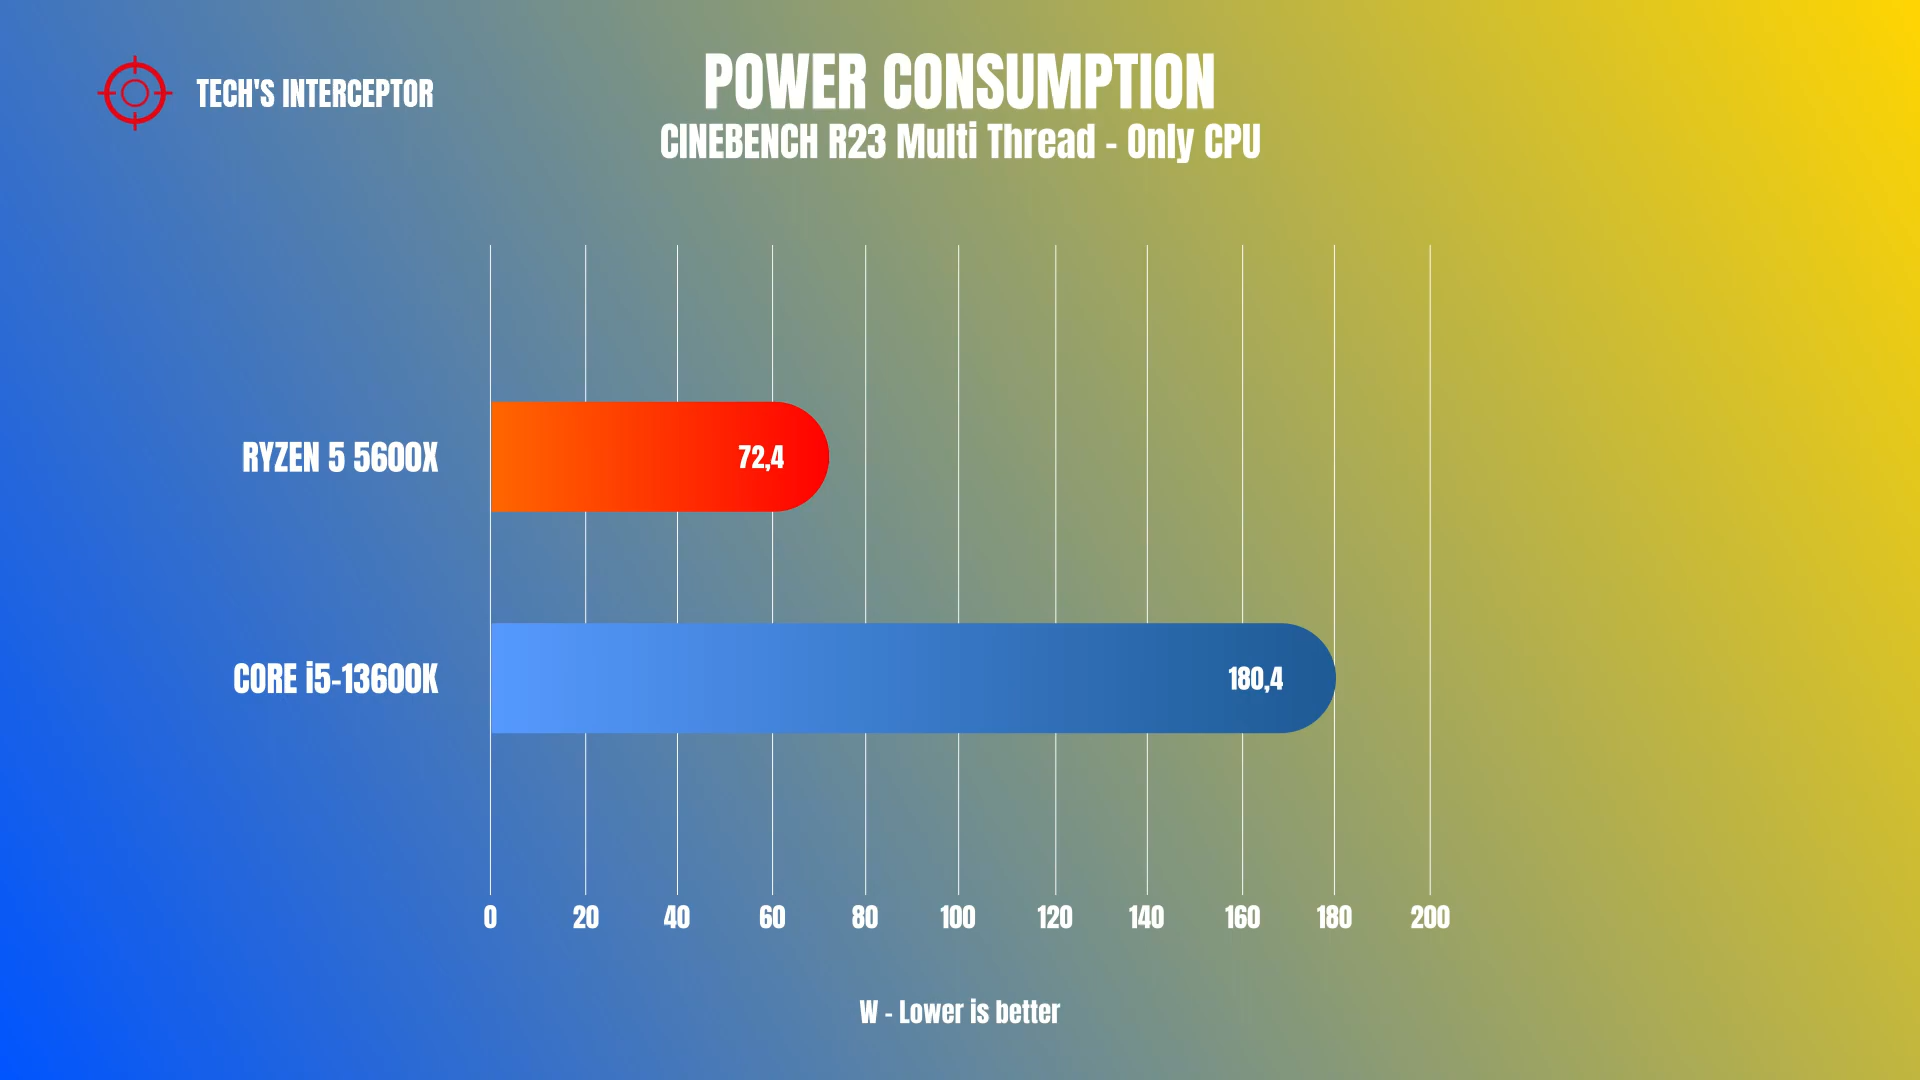 TECH'S INTERCEPTOR
POWER CONSUMPTION
CINEBENCH R23 Multi Thread - Only CPU
RYZEN 5 5600X
72,4
CORE i5-13600K
180,4
0 20 40 60 80 100 120 140 160 180 200
W - Lower is better